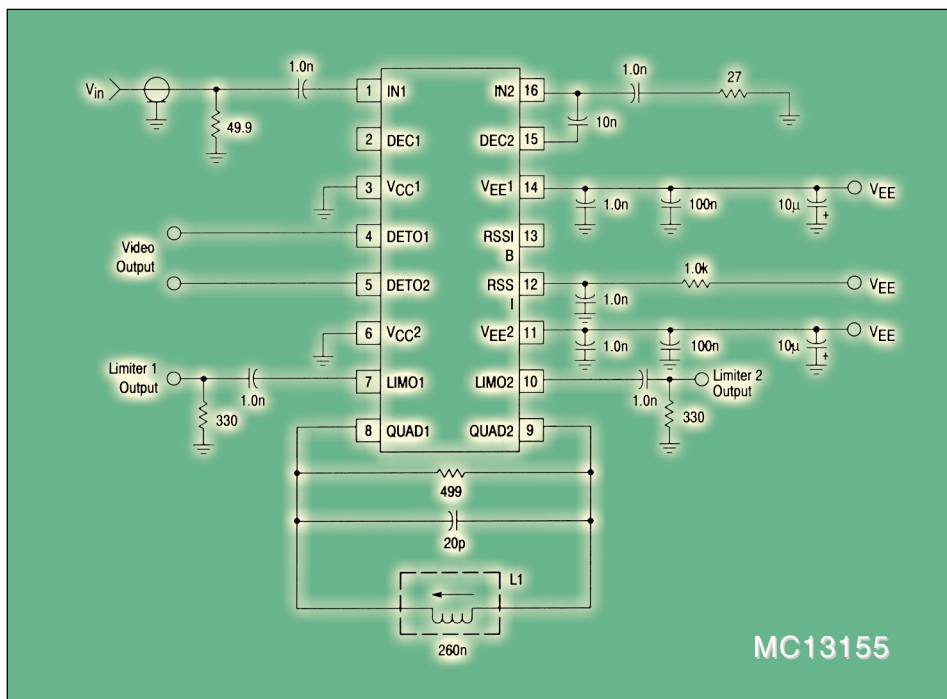 Vin
1.0n
49.9
1 IN1
2 DEC1
3 VCC1
4 DETO1
5 DETO2
6 VCC2
7 LIMO1
8 QUAD1
Video
Output
Limiter 1
Output
1.0n
330
IN2 16
DEC2 15
VEE1 14
RSSI 13
B
RSS 12
I
VEE2 11
LIMO2 10
QUAD2 9
1.0n
27
10n
1.0n
100n
10µ
+
VEE
1.0k
1.0n
VEE
1.0n
100n
10µ
+
VEE
1.0n
Limiter 2
Output
330
499
20p
L1
260n
MC13155